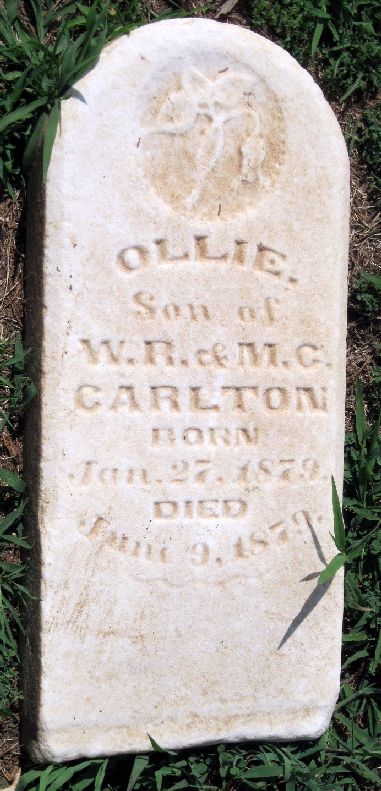 OLLIE.
Son of
W.R. & M.C.
CARLTON
BORN
Jan. 27, 1879.
DIED
June 9, 1879.